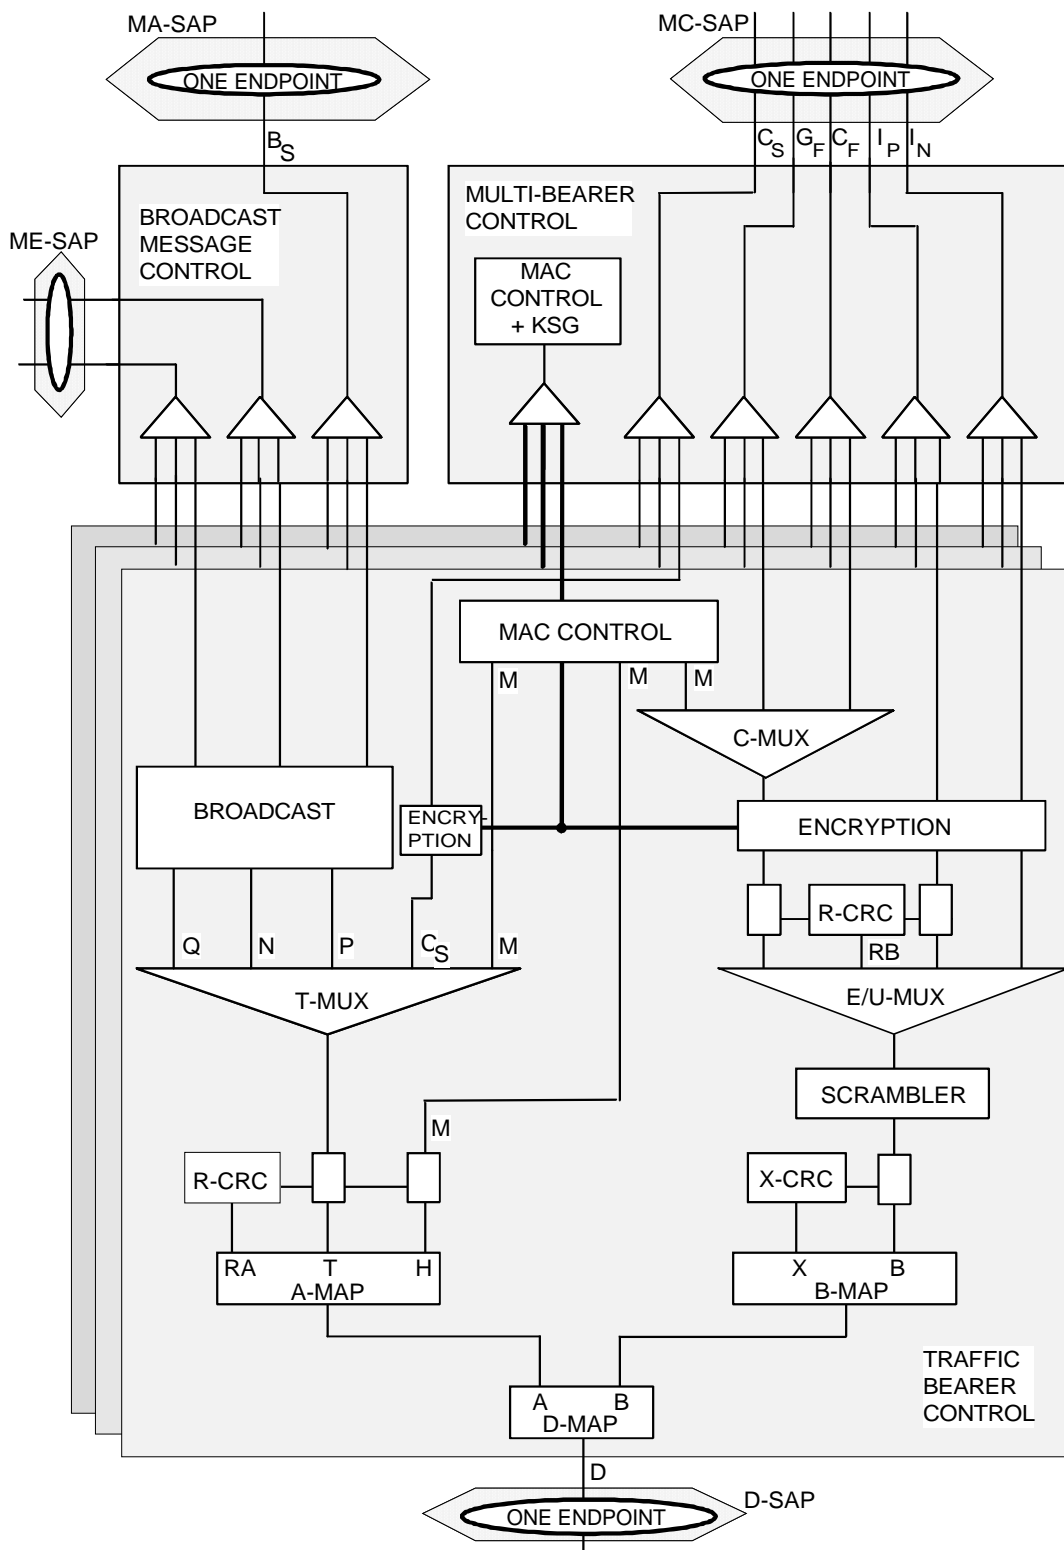 MA-SAP
MC-SAP
ONE ENDPOINT
ONE ENDPOINT
BS
CS
GF
CF
IP
IN
BROADCAST
MESSAGE
CONTROL
MULTI-BEARER
CONTROL
ME-SAP
MAC
CONTROL
+ KSG
MAC CONTROL
M
M
M
C-MUX
BROADCAST
ENCRY-
PTION
ENCRYPTION
R-CRC
Q
N
P
CS
M
RB
T-MUX
E/U-MUX
SCRAMBLER
M
R-CRC
X-CRC
RA
T
H
A-MAP
X
B
B-MAP
TRAFFIC
BEARER
CONTROL
A
B
D-MAP
D
D-SAP
ONE ENDPOINT